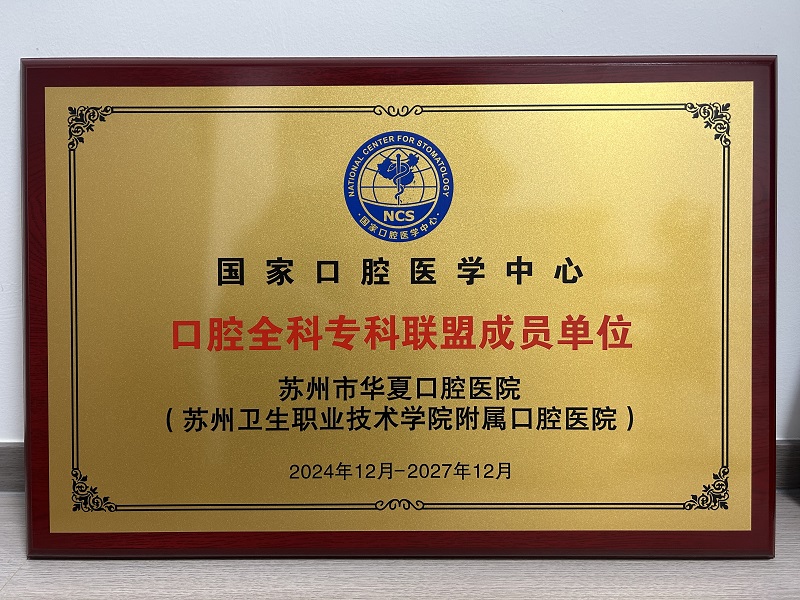 NATIONAL CENTER FOR STOMATOLOGY
NCS
·国家口腔医学中心·
国家口腔医学中心
口腔全科专科联盟成员单位
苏州市华夏口腔医院
（苏州卫生职业技术学院附属口腔医院）
2024年12月-2027年12月